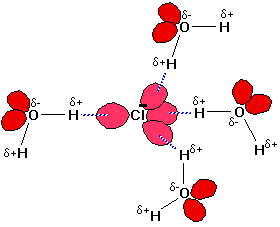 δ- δ+
O H
δ+ H
δ- δ+ δ+ δ-
O H Cl - H O
δ+ H δ+ H
H δ+
δ- O
δ+ H